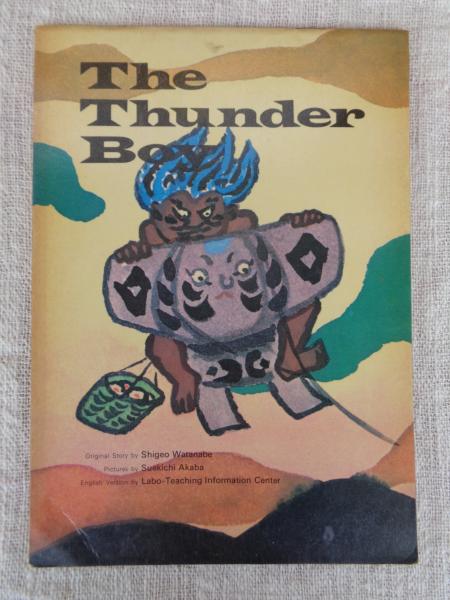 The
Thunder
Boy
Original Story by Shigeo Watanabe
Pictures by Suekichi Akaba
English Version by Labo-Teaching Information Center